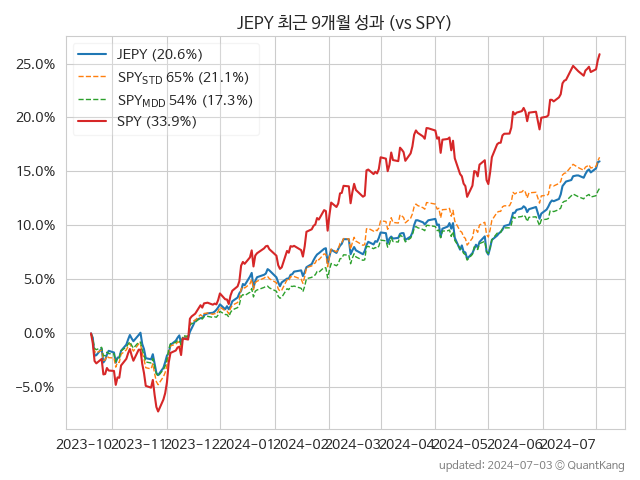 JEPY 최근 9개월 성과 (vs SPY)
JEPY (20.6%)
SPY_STD 65% (21.1%)
SPY_MDD 54% (17.3%)
SPY (33.9%)
25.0%
20.0%
15.0%
10.0%
5.0%
0.0%
−5.0%
2023-10 2023-11 2023-12 2024-01 2024-02 2024-03 2024-04 2024-05 2024-06 2024-07
updated: 2024-07-03 © QuantKang